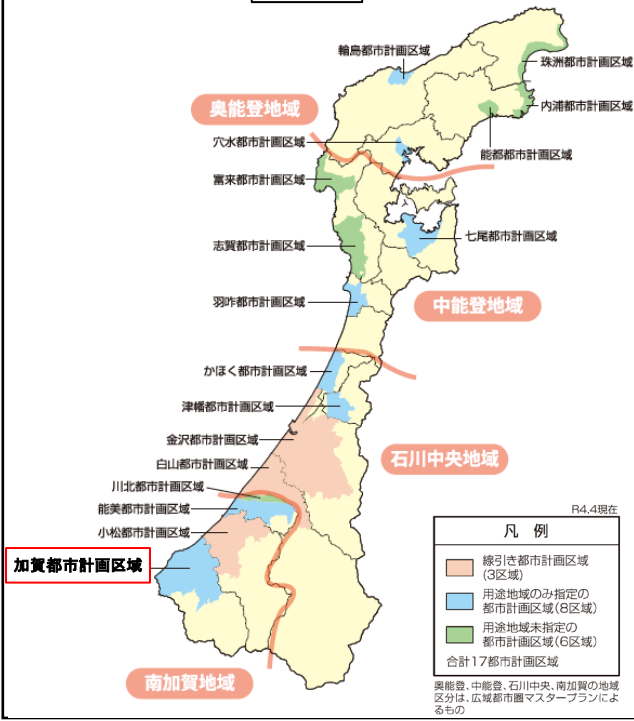 輪島都市計画区域
珠洲都市計画区域
奥能登地域
内浦都市計画区域
穴水都市計画区域
能都都市計画区域
富来都市計画区域
志賀都市計画区域
七尾都市計画区域
羽咋都市計画区域
中能登地域
かほく都市計画区域
津幡都市計画区域
金沢都市計画区域
石川中央地域
白山都市計画区域
川北都市計画区域
能美都市計画区域
小松都市計画区域
加賀都市計画区域
南加賀地域
R4.4現在
凡 例
線引き都市計画区域
(3区域)
用途地域のみ指定の
都市計画区域(8区域)
用途地域未指定の
都市計画区域(6区域)
合計17都市計画区域
奥能登、中能登、石川中央、南加賀の地域
区分は、広域都市圏マスタープランによ
るもの